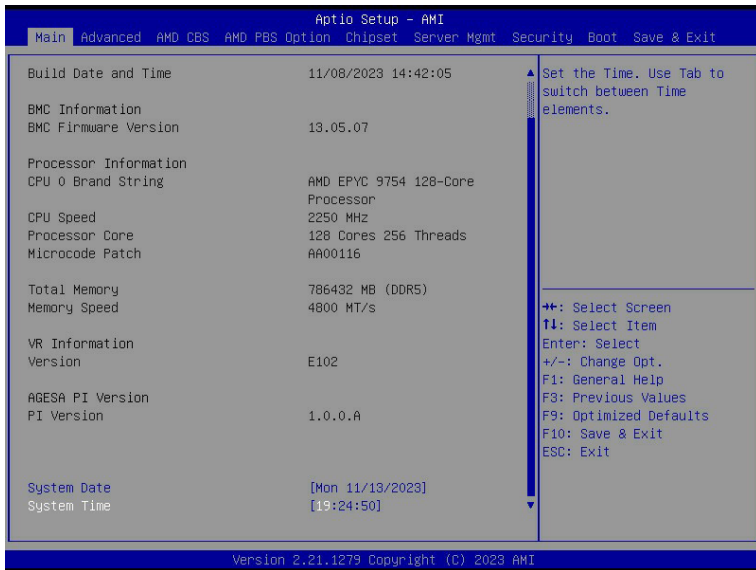 Aptio Setup – AMI
Main Advanced AMD CBS AMD PBS Option Chipset Server Mgmt Security Boot Save & Exit
Build Date and Time 11/08/2023 14:42:05
BMC Information
BMC Firmware Version 13.05.07
Processor Information
CPU 0 Brand String AMD EPYC 9754 128-Core
Processor
CPU Speed 2250 MHz
Processor Core 128 Cores 256 Threads
Microcode Patch AA00116
Total Memory 786432 MB (DDR5)
Memory Speed 4800 MT/s
VR Information
Version E102
AGESA PI Version
PI Version 1.0.0.A
System Date [Mon 11/13/2023]
System Time [19:24:50]
Set the Time. Use Tab to
switch between Time
elements.
→←: Select Screen
↑↓: Select Item
Enter: Select
+/-: Change Opt.
F1: General Help
F3: Previous Values
F9: Optimized Defaults
F10: Save & Exit
ESC: Exit
Version 2.21.1279 Copyright (C) 2023 AMI